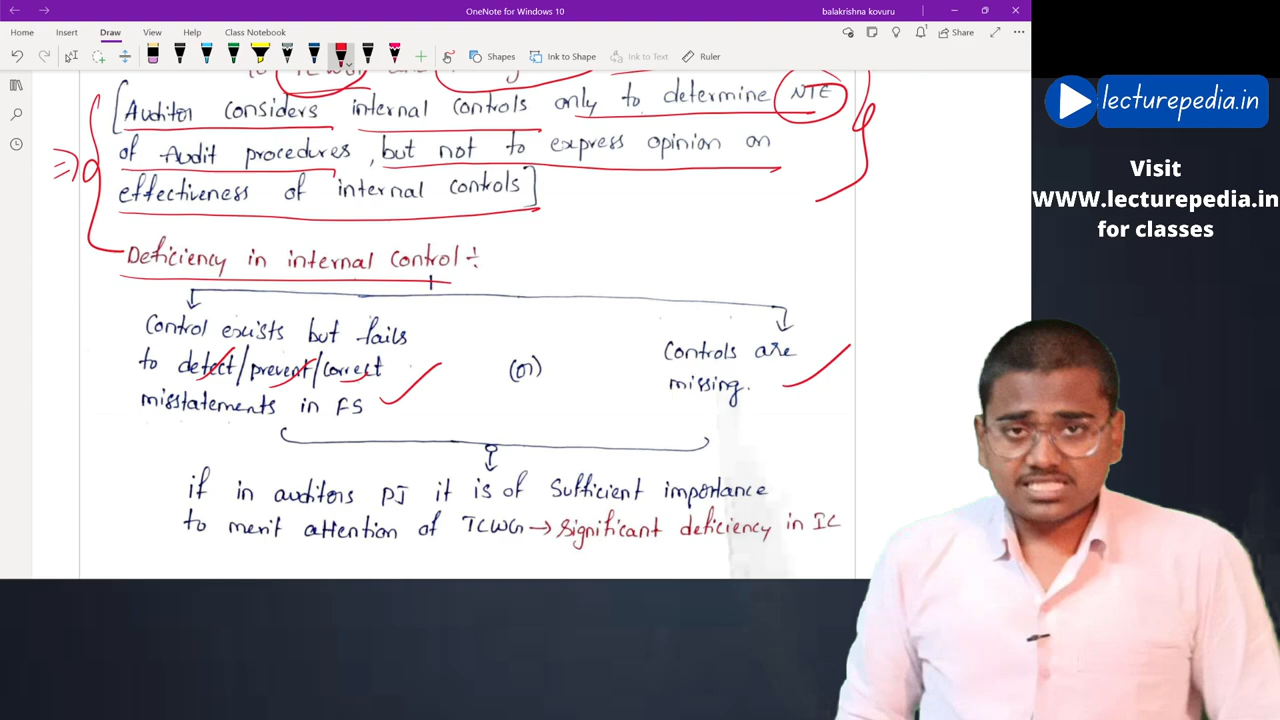 OneNote for Windows 10
balakrishna kovuru
Home Insert Draw View Help Class Notebook
Share
Shapes Ink to Shape Ink to Text Ruler
Auditor considers internal controls only to determine NTE
of Audit procedures, but not to express opinion on
effectiveness of internal controls]
Deficiency in internal control ÷
Control exists but fails
to detect/prevent/correct
misstatements in FS
(or)
Controls are
missing.
if in auditors PJ it is of sufficient importance
to merit attention of TCWG → significant deficiency in IC
lecturepedia.in
Visit
WWW.lecturepedia.in
for classes